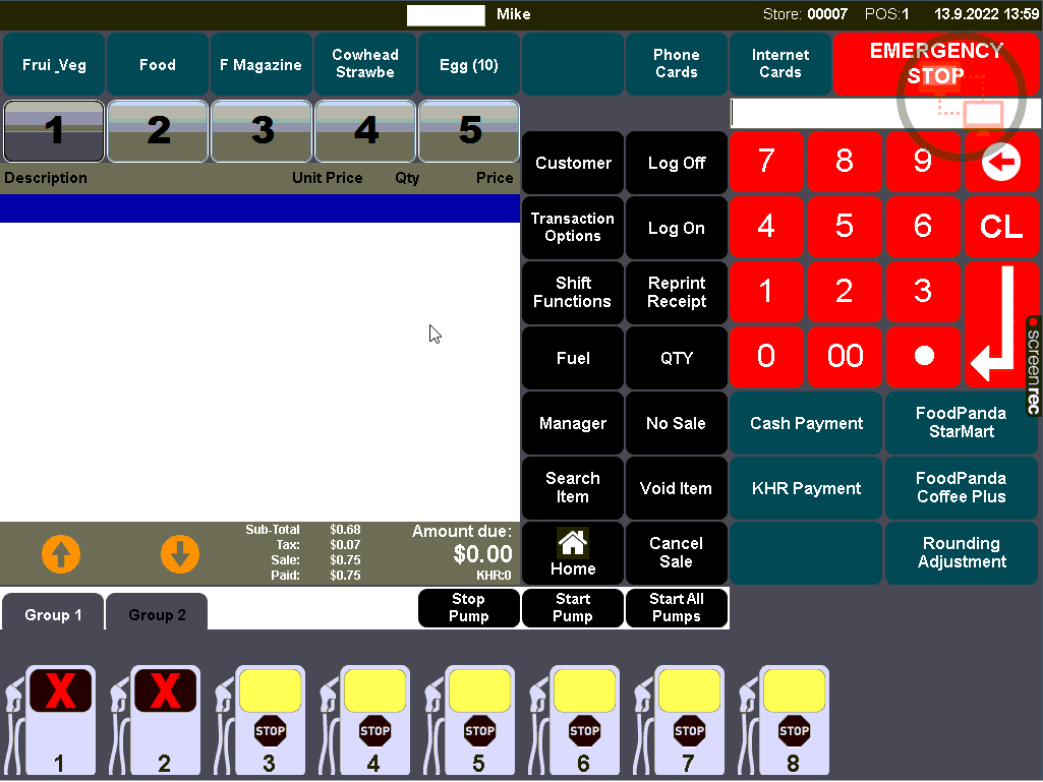 Mike
Store: 00007 POS:1 13.9.2022 13:59
Frui_Veg
Food
F Magazine
Cowhead
Strawbe
Egg (10)
Phone
Cards
Internet
Cards
EMERGENCY
STOP
1
2
3
4
5
Description Unit Price Qty Price
Customer
Log Off
7
8
9
Transaction
Options
Log On
4
5
6
CL
Shift
Functions
Reprint
Receipt
1
2
3
Fuel
QTY
0
00
screenrec
Manager
No Sale
Cash Payment
FoodPanda
StarMart
Search
Item
Void Item
KHR Payment
FoodPanda
Coffee Plus
Sub-Total $0.68
Tax: $0.07
Sale: $0.75
Paid: $0.75
Amount due:
$0.00
KHR:0
Home
Cancel
Sale
Rounding
Adjustment
Group 1
Group 2
Stop
Pump
Start
Pump
Start All
Pumps
X
X
STOP
STOP
STOP
STOP
STOP
STOP
1
2
3
4
5
6
7
8